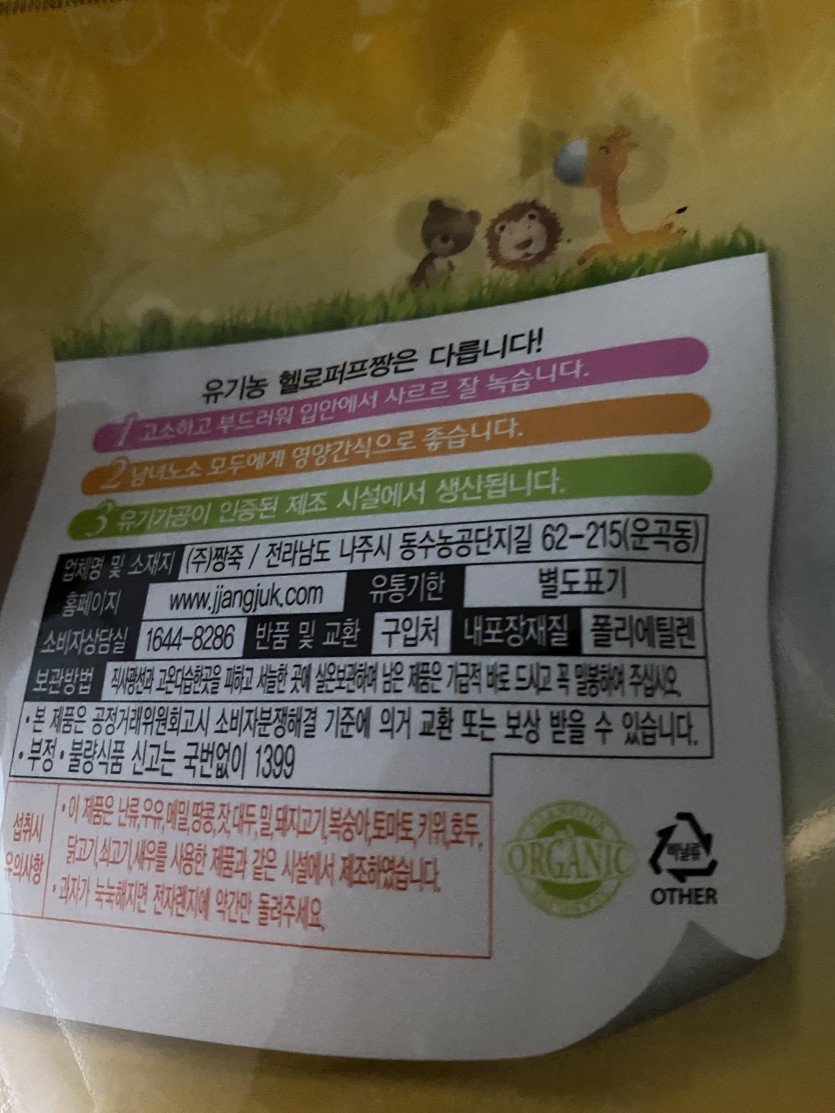 유기농 헬로퍼프짱은 다릅니다!
1 고소하고 부드러워 입안에서 사르르 잘 녹습니다.
2 남녀노소 모두에게 영양간식으로 좋습니다.
3 유기가공이 인증된 제조 시설에서 생산됩니다.
업체명 및 소재지 (주)짱죽 / 전라남도 나주시 동수농공단지길 62-215(운곡동)
홈페이지 www.jjangjuk.com 유통기한 별도표기
소비자상담실 1644-8286 반품 및 교환 구입처 내포장재질 폴리에틸렌
보관방법 직사광선과 고온다습한곳을 피하고 서늘한 곳에 실온보관하며 남은 제품은 가급적 바로 드시고 꼭 밀봉하여 주십시오.
• 본 제품은 공정거래위원회고시 소비자분쟁해결 기준에 의거 교환 또는 보상 받을 수 있습니다.
• 부정 • 불량식품 신고는 국번없이 1399
섭취시
유의사항
• 이 제품은 난류,우유,메밀,땅콩,잣,대두,밀,돼지고기,복숭아,토마토,키위,호두,
닭고기,쇠고기,새우를 사용한 제품과 같은 시설에서 제조하였습니다.
• 과자가 눅눅해지면 전자렌지에 약간만 돌려주세요.
ORGANIC
비닐류
OTHER